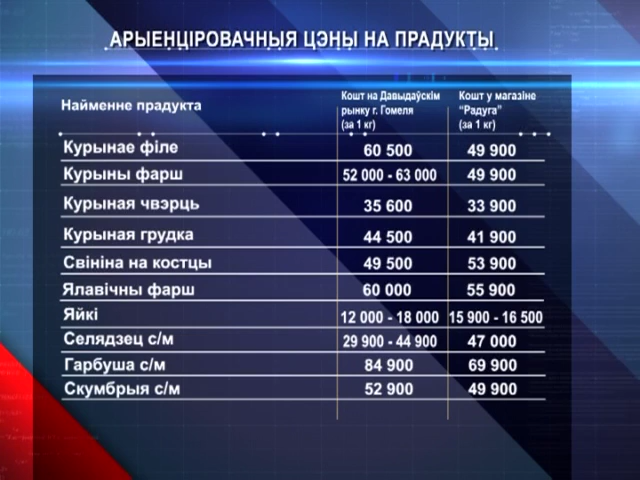 АРЫЕНЦІРОВАЧНЫЯ ЦЭНЫ НА ПРАДУКТЫ
Найменне прадукта
Кошт на Давыдаўскім
рынку г. Гомеля
(за 1 кг)
Кошт у магазіне
"Радуга"
(за 1 кг)
Курынае філе 60 500 49 900
Курыны фарш 52 000 - 63 000 49 900
Курыная чвэрць 35 600 33 900
Курыная грудка 44 500 41 900
Свініна на костцы 49 500 53 900
Ялавічны фарш 60 000 55 900
Яйкі 12 000 - 18 000 15 900 - 16 500
Селядзец с/м 29 900 - 44 900 47 000
Гарбуша с/м 84 900 69 900
Скумбрыя с/м 52 900 49 900